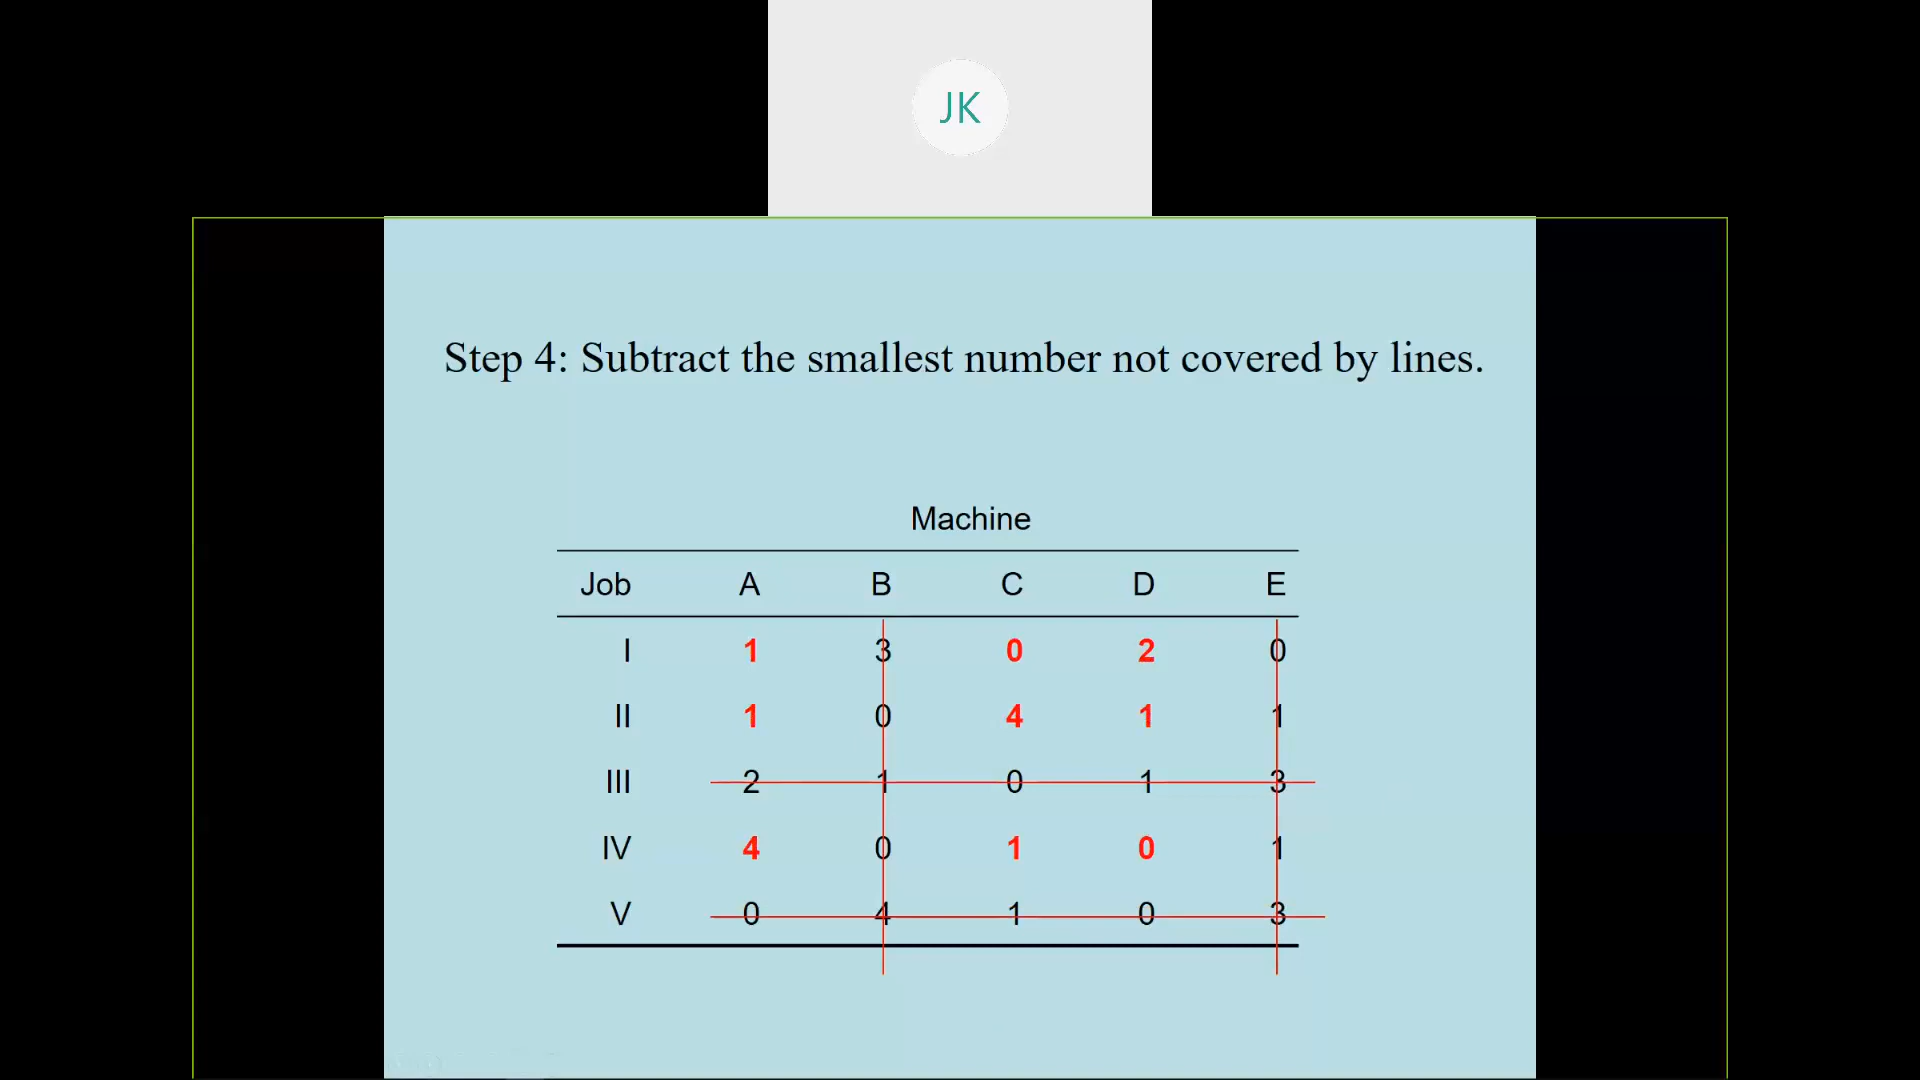 JK
Step 4: Subtract the smallest number not covered by lines.
Machine
Job A B C D E
I 1 3 0 2 0
II 1 0 4 1 1
III 2 1 0 1 3
IV 4 0 1 0 1
V 0 4 1 0 3